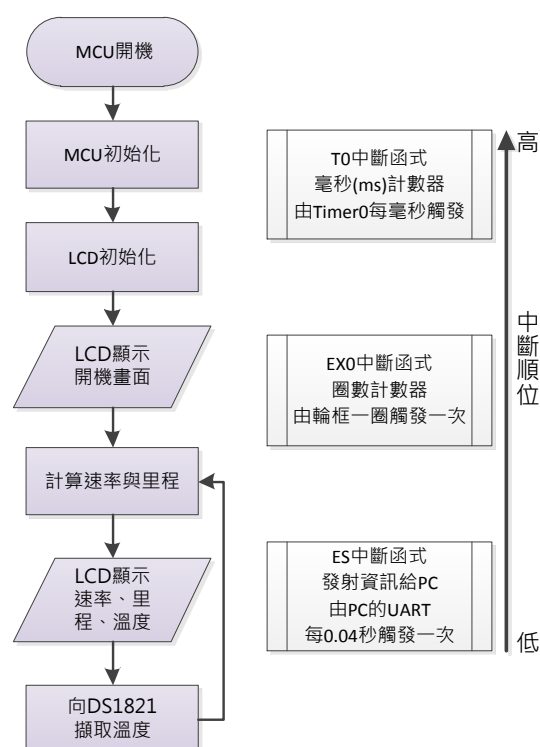 MCU開機
MCU初始化
LCD初始化
LCD顯示
開機畫面
計算速率與里程
LCD顯示
速率、里
程、溫度
向DS1821
擷取溫度
T0中斷函式
毫秒(ms)計數器
由Timer0每毫秒觸發
EX0中斷函式
圈數計數器
由輪框一圈觸發一次
ES中斷函式
發射資訊給PC
由PC的UART
每0.04秒觸發一次
高
中斷順位
低